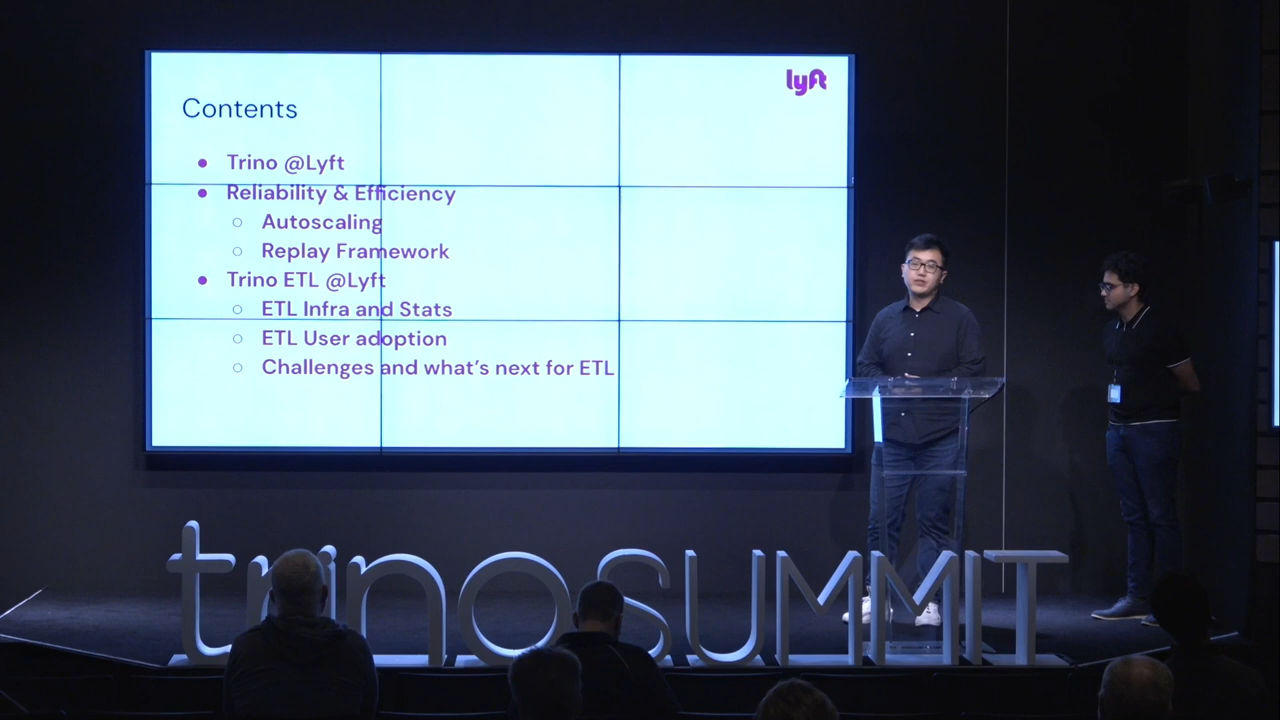 lyft
Contents
● Trino @Lyft
● Reliability & Efficiency
○ Autoscaling
○ Replay Framework
● Trino ETL @Lyft
○ ETL Infra and Stats
○ ETL User adoption
○ Challenges and what's next for ETL
trinoSUMMIT